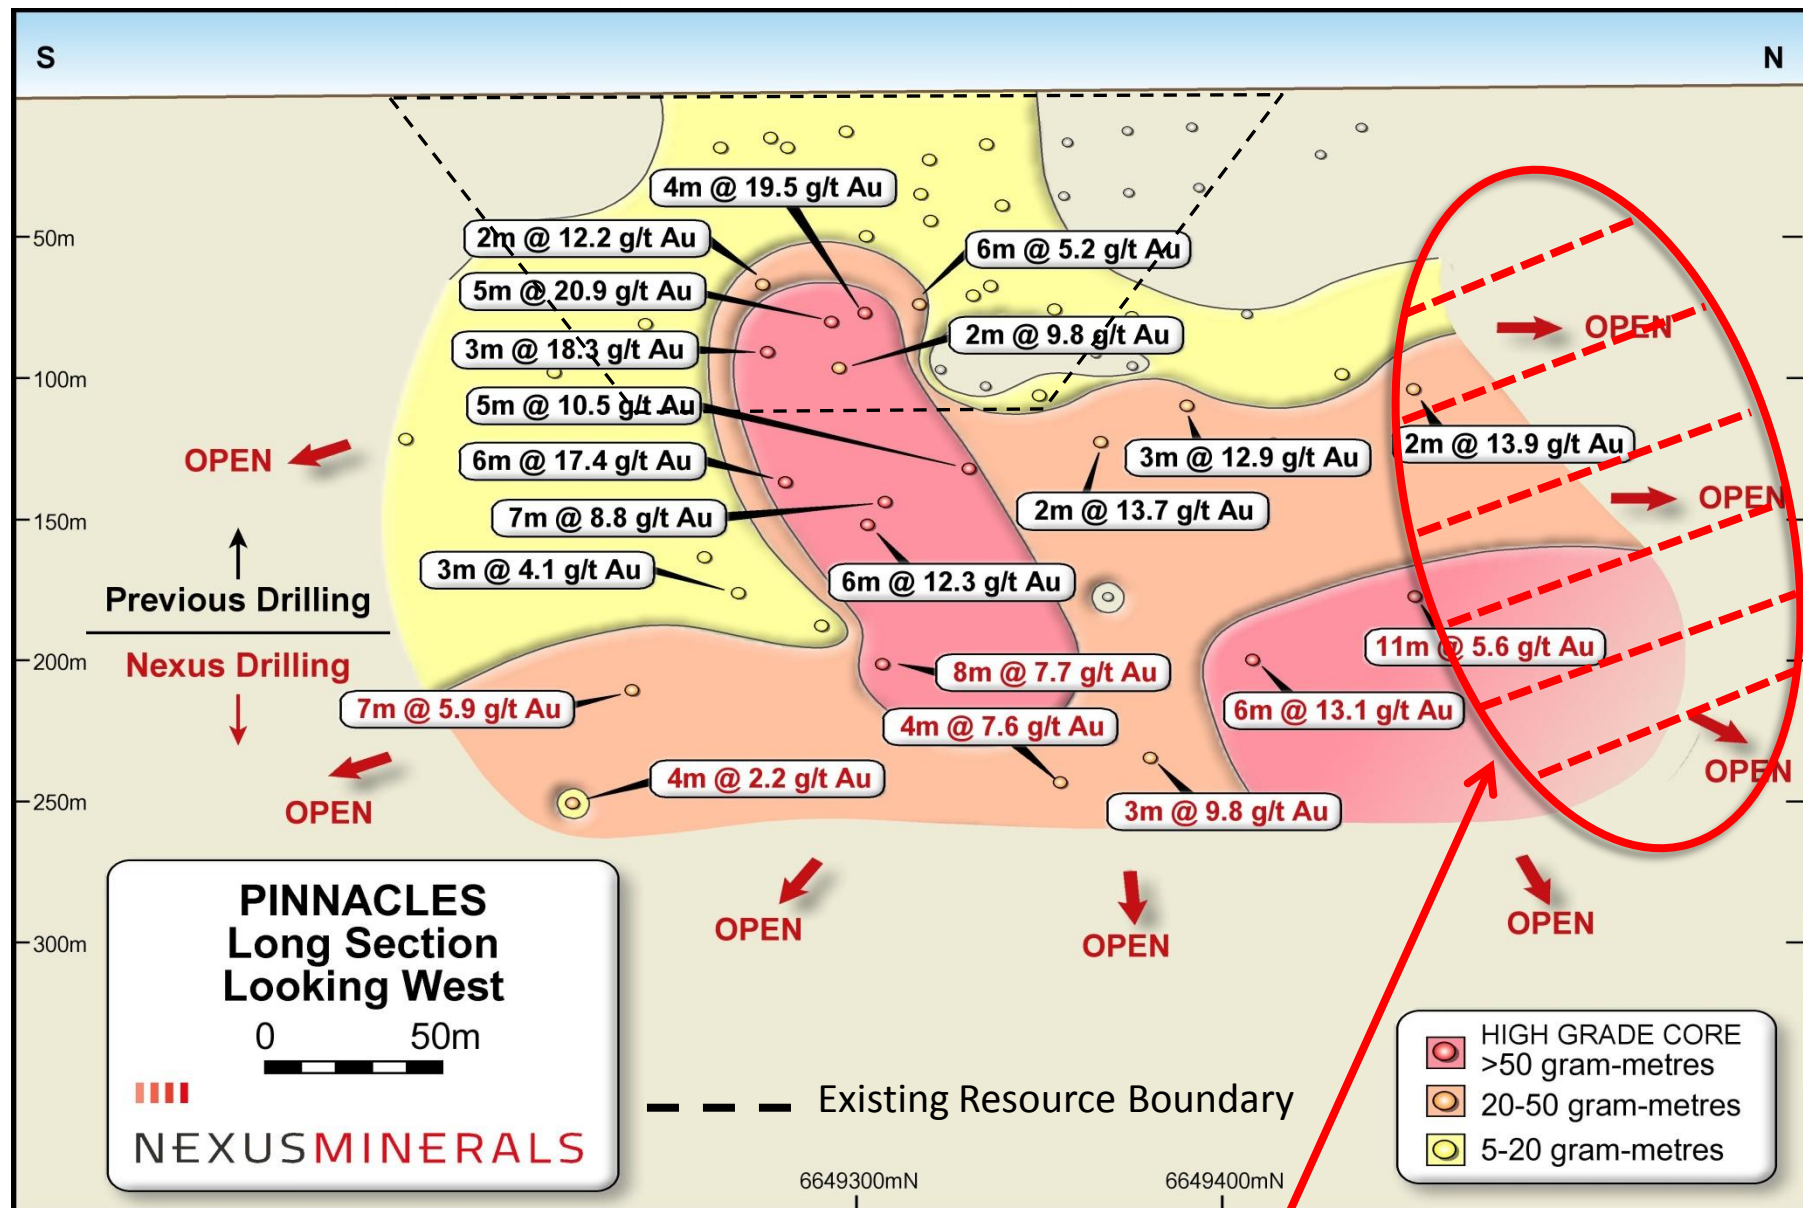 S
N
4m @ 19.5 g/t Au
2m @ 12.2 g/t Au
6m @ 5.2 g/t Au
50m
5m @ 20.9 g/t Au
OPEN
2m @ 9.8 g/t Au
3m @ 18.3 g/t Au
100m
5m @ 10.5 g/t Au
2m @ 13.9 g/t Au
3m @ 12.9 g/t Au
OPEN
6m @ 17.4 g/t Au
OPEN
2m @ 13.7 g/t Au
7m @ 8.8 g/t Au
150m
3m @ 4.1 g/t Au
6m @ 12.3 g/t Au
Previous Drilling
11m @ 5.6 g/t Au
200m
Nexus Drilling
8m @ 7.7 g/t Au
7m @ 5.9 g/t Au
6m @ 13.1 g/t Au
4m @ 7.6 g/t Au
OPEN
4m @ 2.2 g/t Au
250m
OPEN
3m @ 9.8 g/t Au
PINNACLES
Long Section
Looking West
0 50m
NEXUSMINERALS
OPEN
OPEN
OPEN
300m
Existing Resource Boundary
HIGH GRADE CORE
>50 gram-metres
20-50 gram-metres
5-20 gram-metres
6649300mN
6649400mN